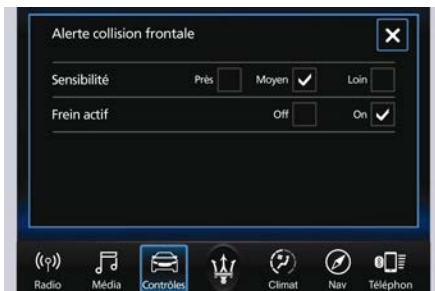 Alerte collision frontale
Sensibilité Près Moyen Loin
Frein actif Off On
Radio Média Contrôles Climat Nav Téléphon